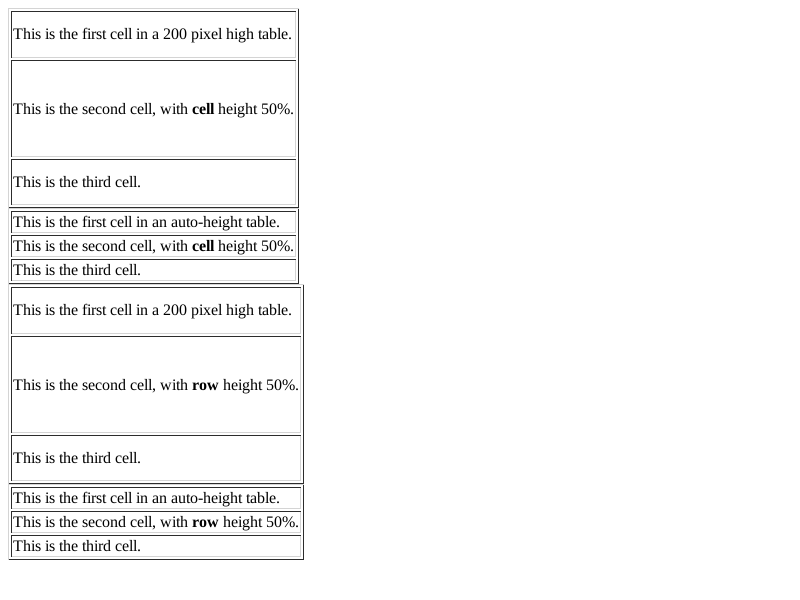 This is the first cell in a 200 pixel high table.
This is the second cell, with cell height 50%.
This is the third cell.
This is the first cell in an auto-height table.
This is the second cell, with cell height 50%.
This is the third cell.
This is the first cell in a 200 pixel high table.
This is the second cell, with row height 50%.
This is the third cell.
This is the first cell in an auto-height table.
This is the second cell, with row height 50%.
This is the third cell.